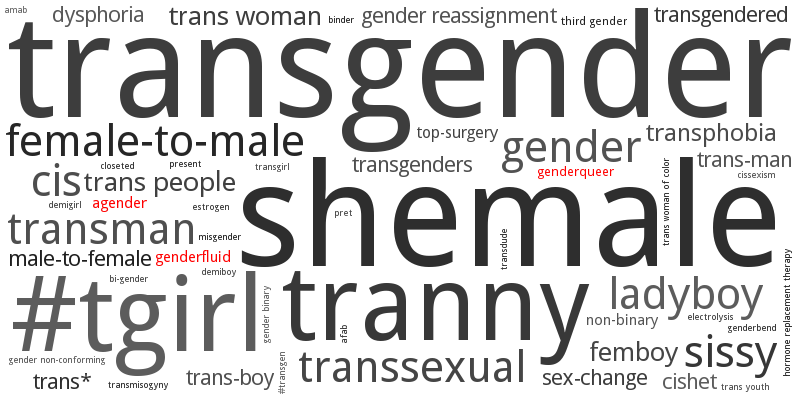 amab
dysphoria
trans woman
binder
gender reassignment
third gender
transgendered
transgender
female-to-male
top-surgery
gender
transphobia
closeted
present
transgirl
transgenders
genderqueer
trans-man
cissexism
cis
trans people
demigirl
agender
estrogen
shemale
pret
trans woman of color
transman
misgender
transdude
male-to-female
genderfluid
demiboy
bi-gender
#tgirl
gender binary
tranny
afab
ladyboy
non-binary
electrolysis
genderbend
hormone replacement therapy
gender non-conforming
trans*
transmisogyny
trans-boy
#transgen
transsexual
femboy
sissy
sex-change
cishet
trans youth